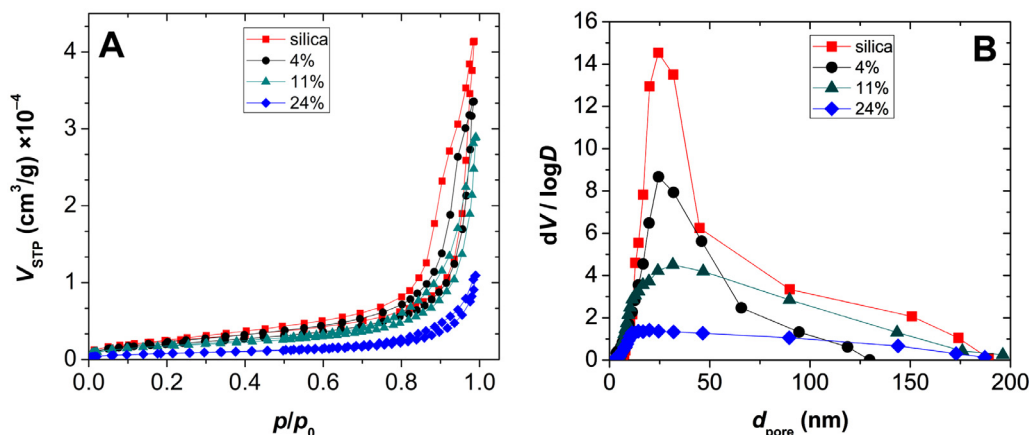 A
silica
4%
11%
24%
V_STP (cm³/g) ×10⁻⁴
4
3
2
1
0
0.0 0.2 0.4 0.6 0.8 1.0
p/p₀
B
silica
4%
11%
24%
dV / logD
16
14
12
10
8
6
4
2
0
0 50 100 150 200
d_pore (nm)